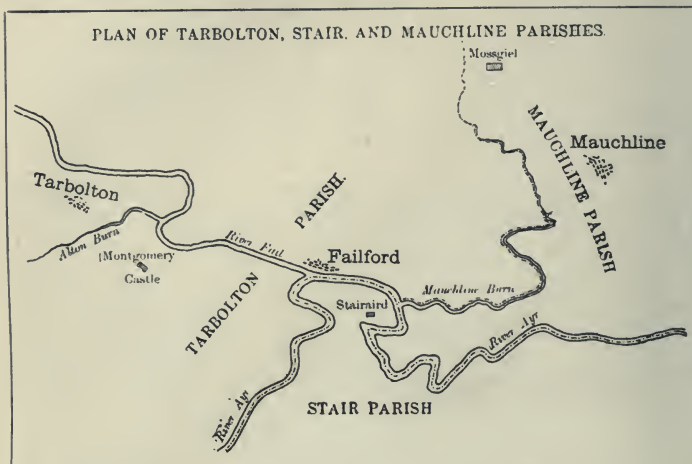 PLAN OF TARBOLTON, STAIR, AND MAUCHLINE PARISHES.
Mossgiel
MAUCHLINE PARISH
Mauchline
Tarbolton
PARISH.
Alton Burn
Montgomery
Castle
River Fail
Failford
TARBOLTON
Stairaird
Mauchline Burn
River Ayr
River Ayr
STAIR PARISH